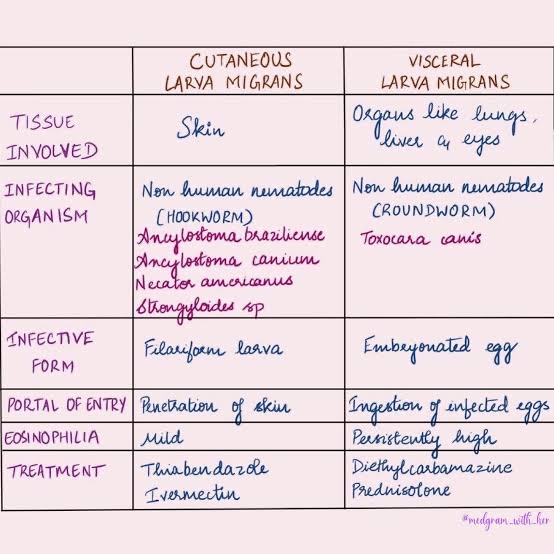 CUTANEOUS
LARVA MIGRANS
VISCERAL
LARVA MIGRANS
TISSUE
INVOLVED
Skin
Organs like lungs,
liver & eyes
INFECTING
ORGANISM
Non human nematodes
(HOOKWORM)
Ancylostoma braziliense
Ancylostoma canium
Necator americanus
Strongyloides sp
Non human nematodes
(ROUNDWORM)
Toxocara canis
INFECTIVE
FORM
Filariform larva
Embryonated egg
PORTAL OF ENTRY
Penetration of skin
Ingestion of infected eggs
EOSINOPHILIA
Mild
Persistently high
TREATMENT
Thiabendazole
Ivermectin
Diethylcarbamazine
Prednisolone
#medgram_with_her